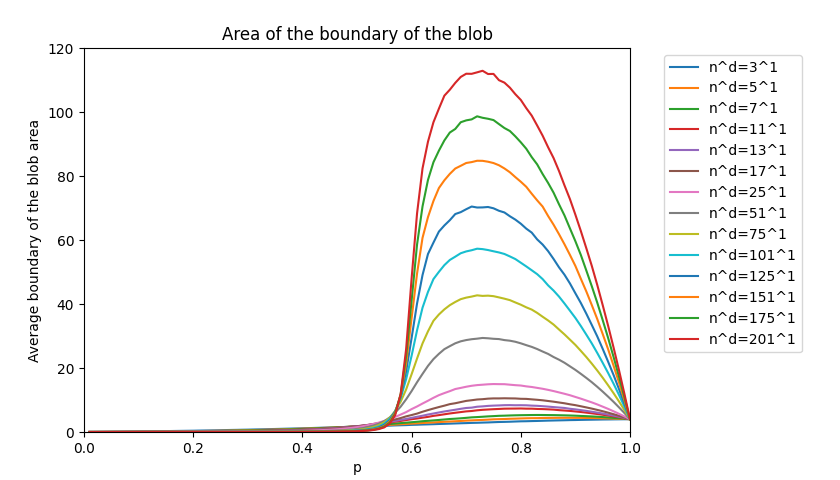 Area of the boundary of the blob
Average boundary of the blob area
120
100
80
60
40
20
0
0.0
0.2
0.4
0.6
0.8
1.0
p
n^d=3^1
n^d=5^1
n^d=7^1
n^d=11^1
n^d=13^1
n^d=17^1
n^d=25^1
n^d=51^1
n^d=75^1
n^d=101^1
n^d=125^1
n^d=151^1
n^d=175^1
n^d=201^1